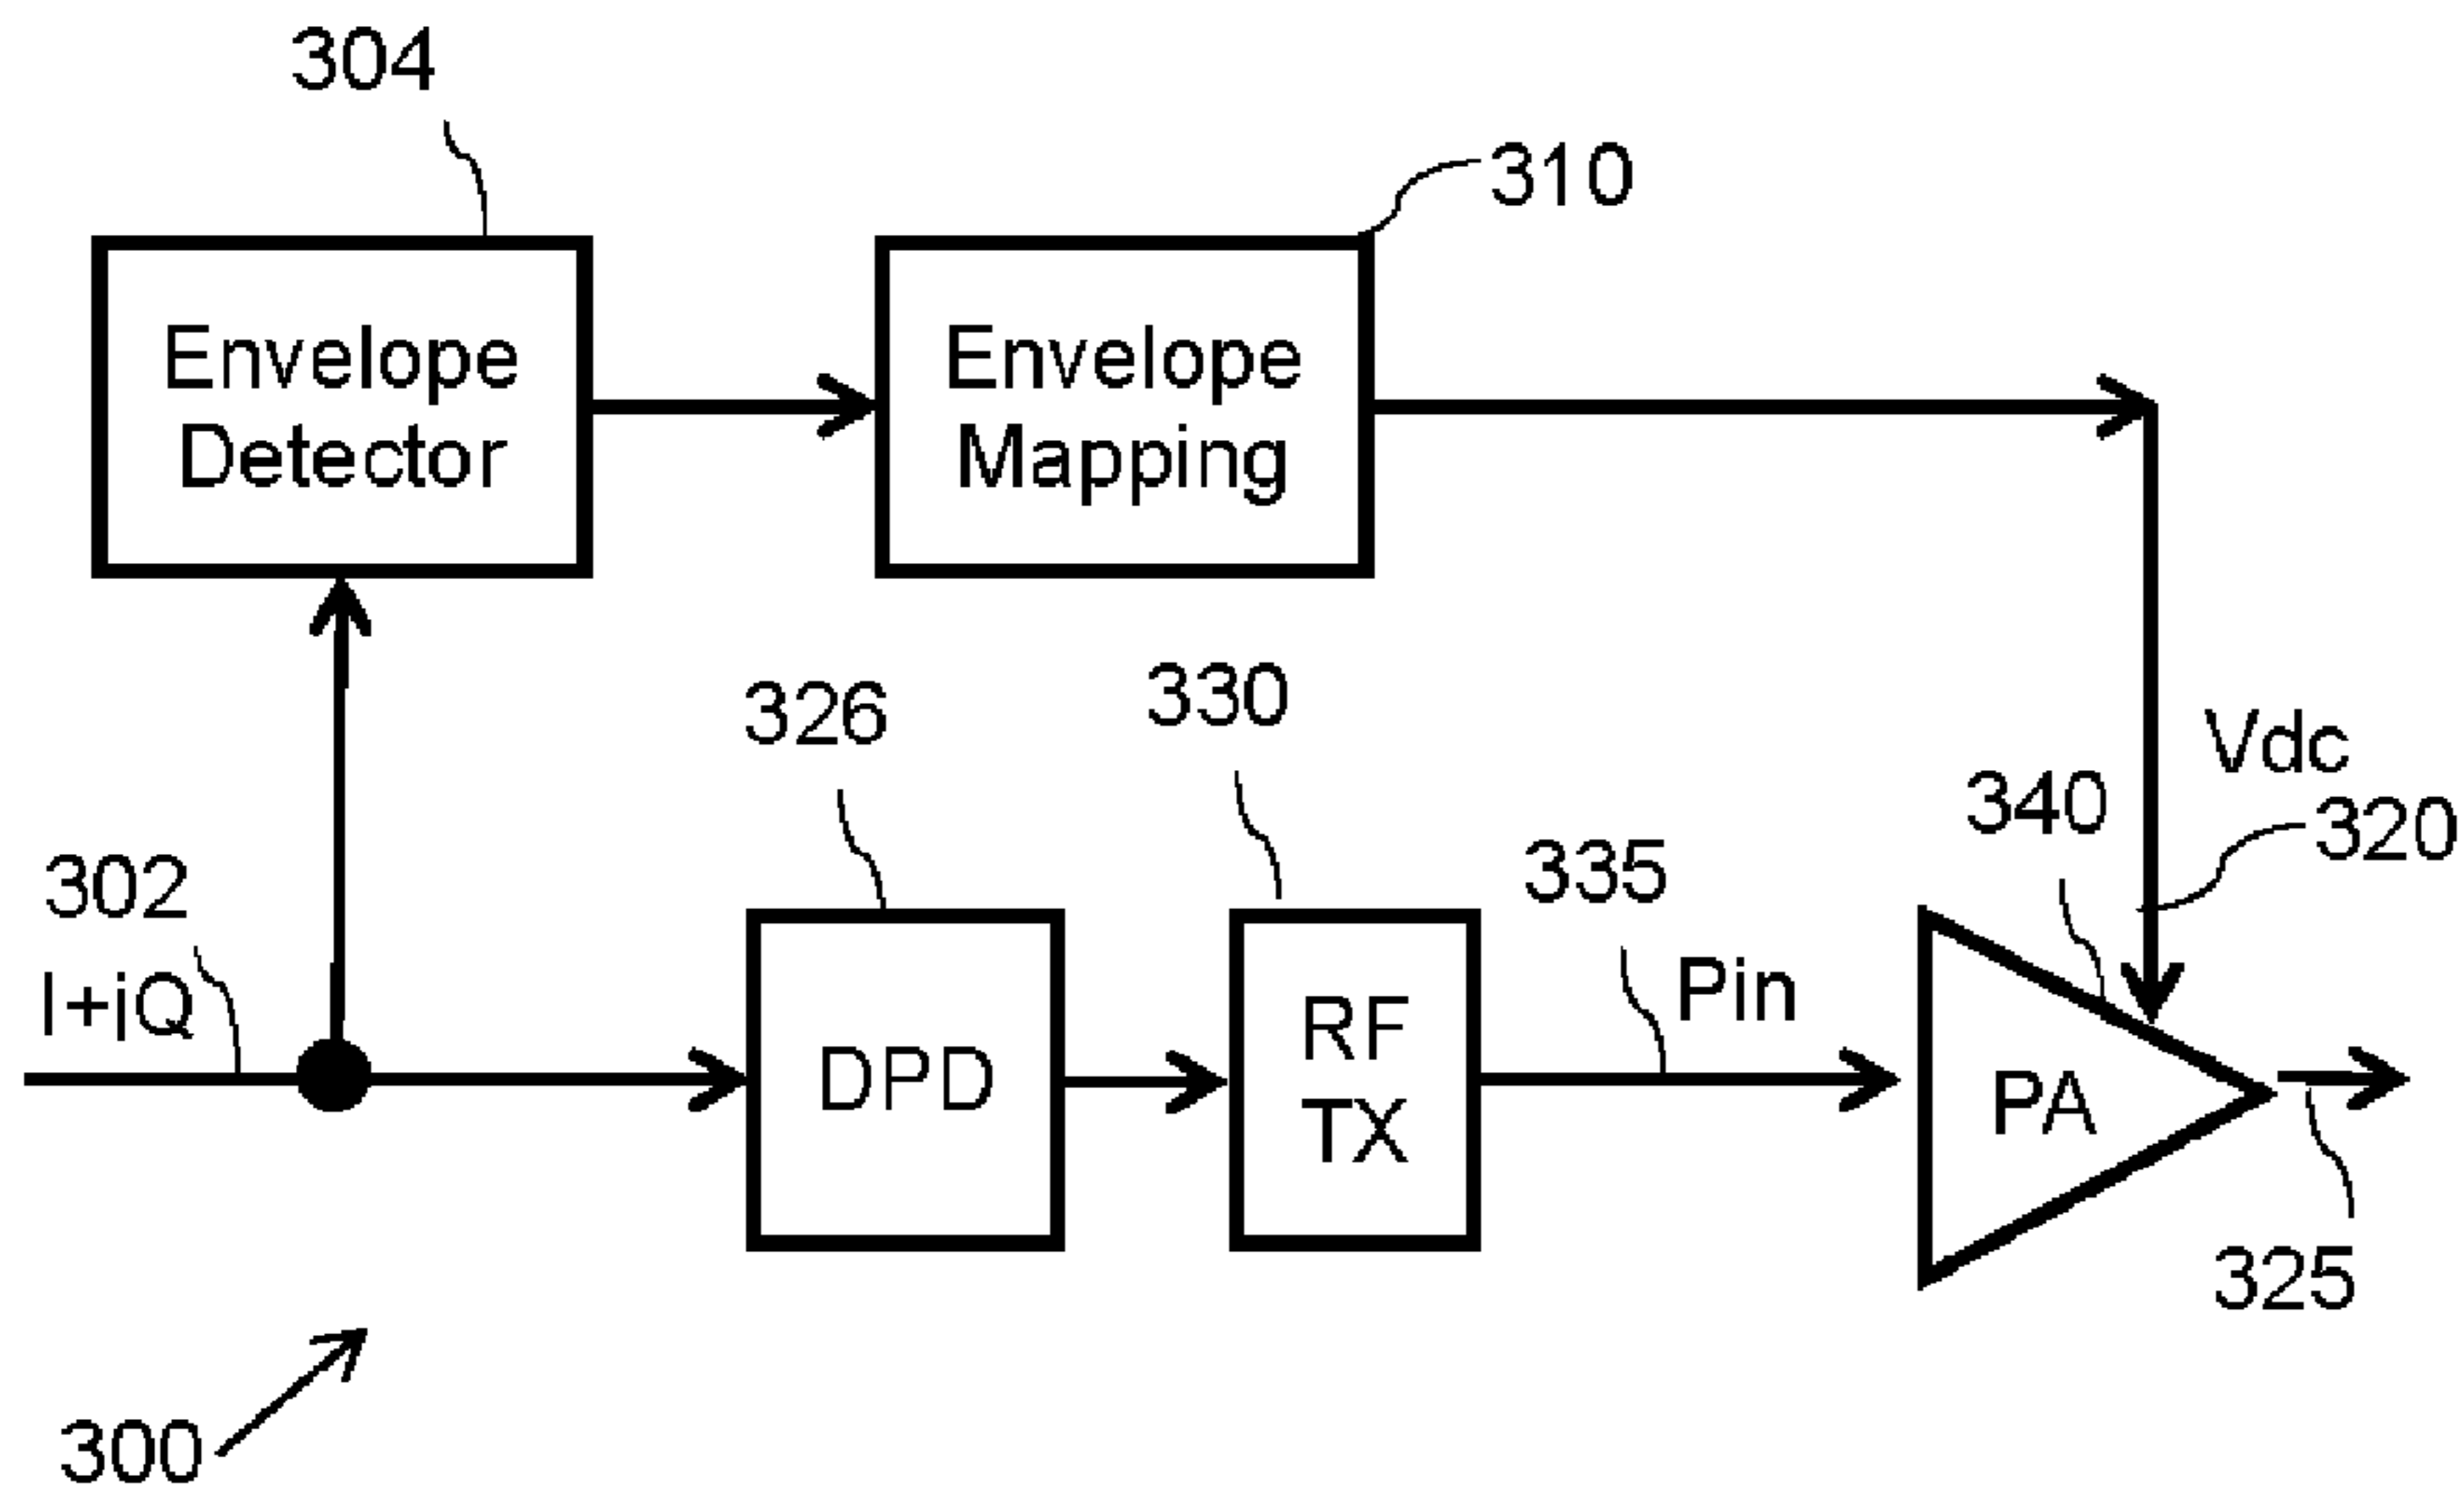 304
310
Envelope
Detector
Envelope
Mapping
326
330
Vdc
340
320
335
302
I+iQ
Pin
DPD
RF
TX
PA
325
300